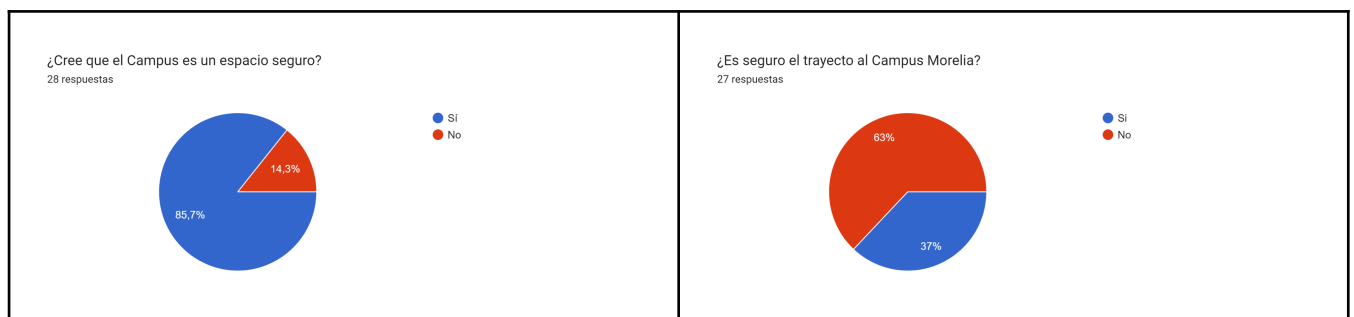 ¿Cree que el Campus es un espacio seguro?
28 respuestas
Sí
No
14,3%
85,7%
¿Es seguro el trayecto al Campus Morelia?
27 respuestas
Si
No
63%
37%